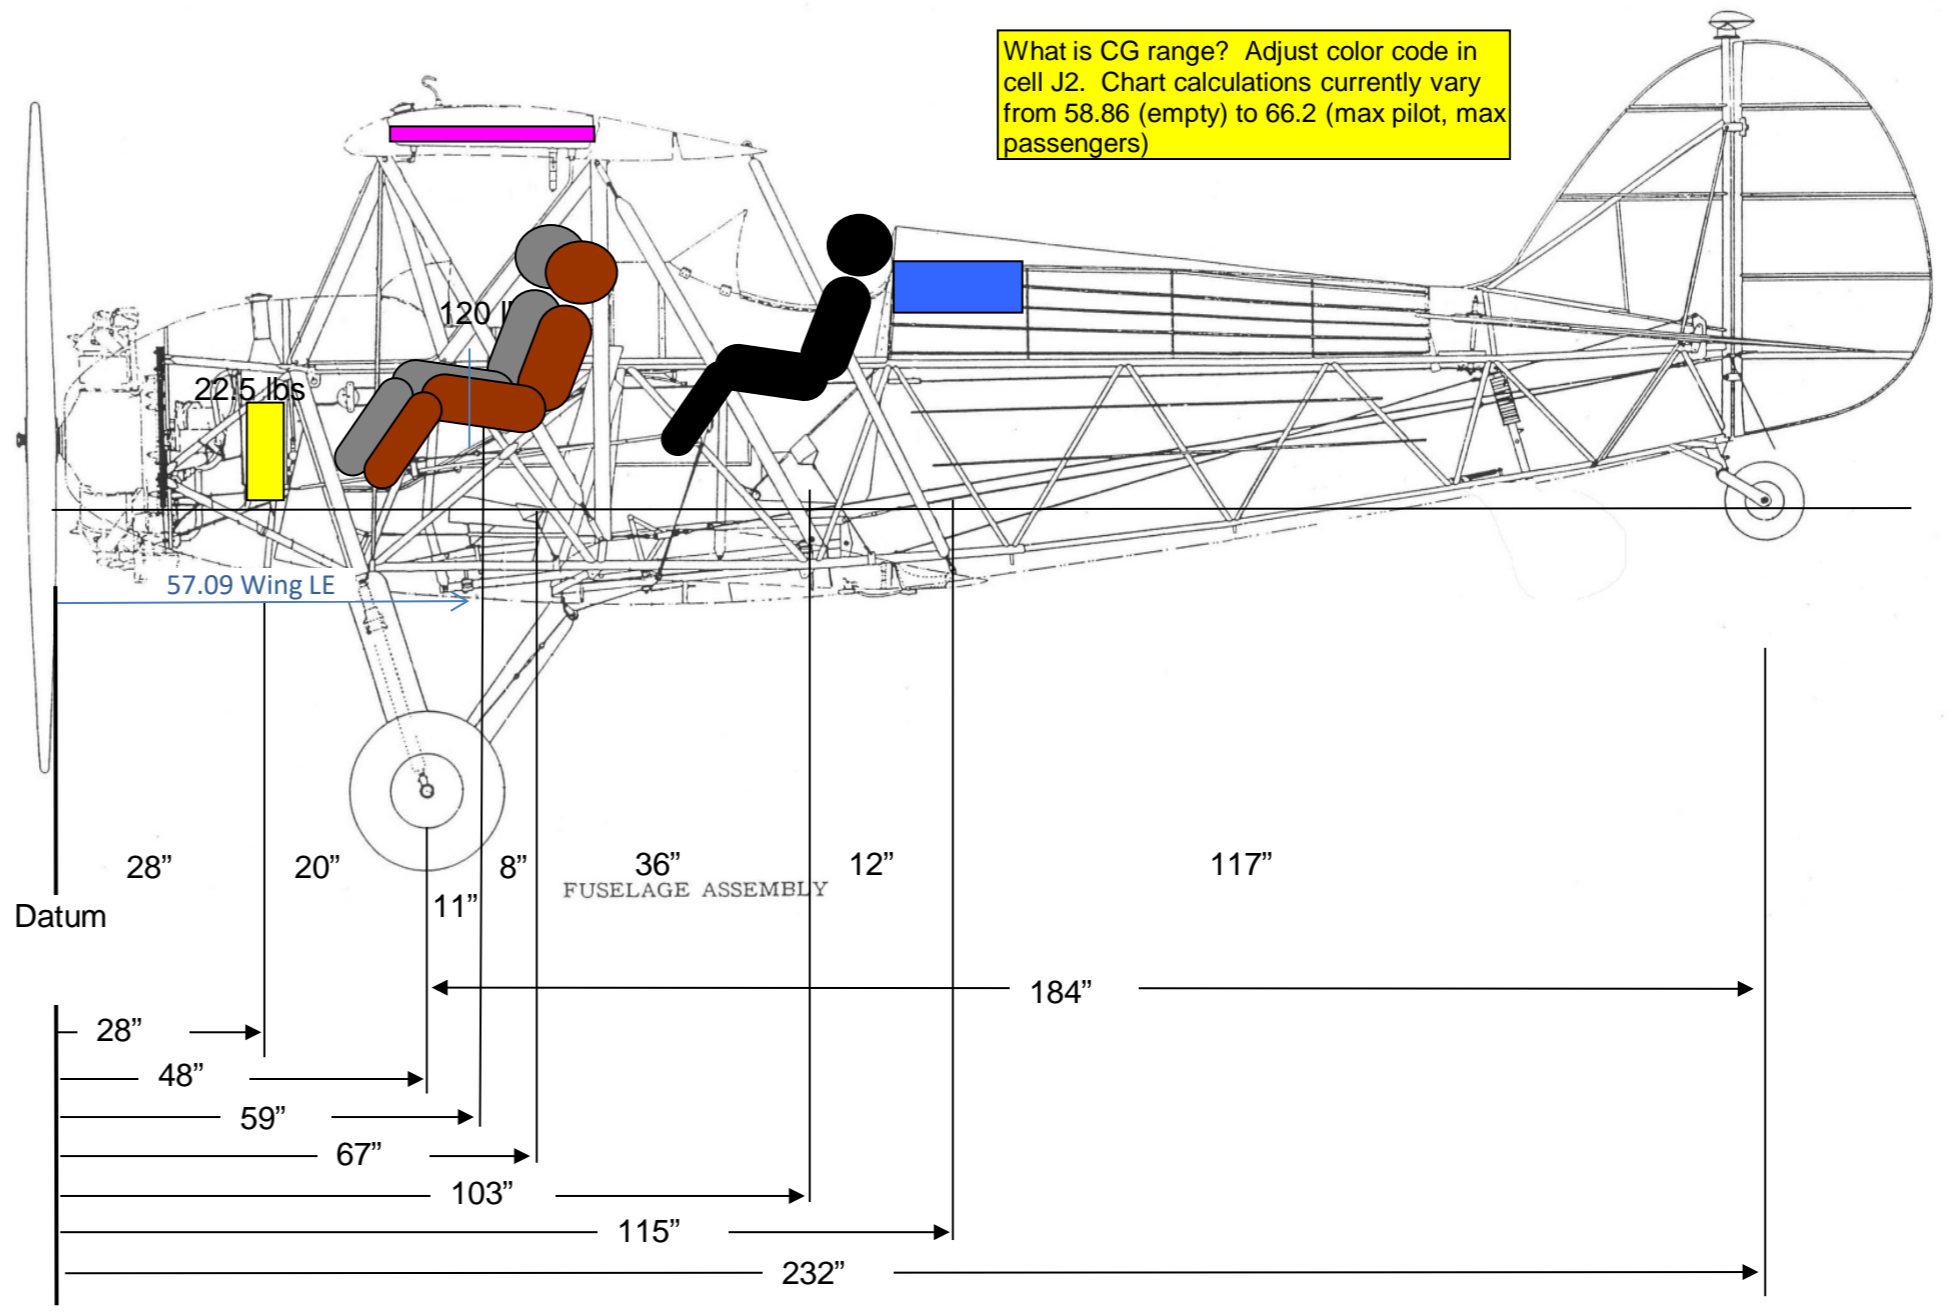 What is CG range?  Adjust color code in
cell J2.  Chart calculations currently vary
from 58.86 (empty) to 66.2 (max pilot, max
passengers)
120
22.5 lbs
57.09 Wing LE
28”
20”
11”
8”
36”
12”
117”
FUSELAGE ASSEMBLY
Datum
184”
28”
48”
59”
67”
103”
115”
232”